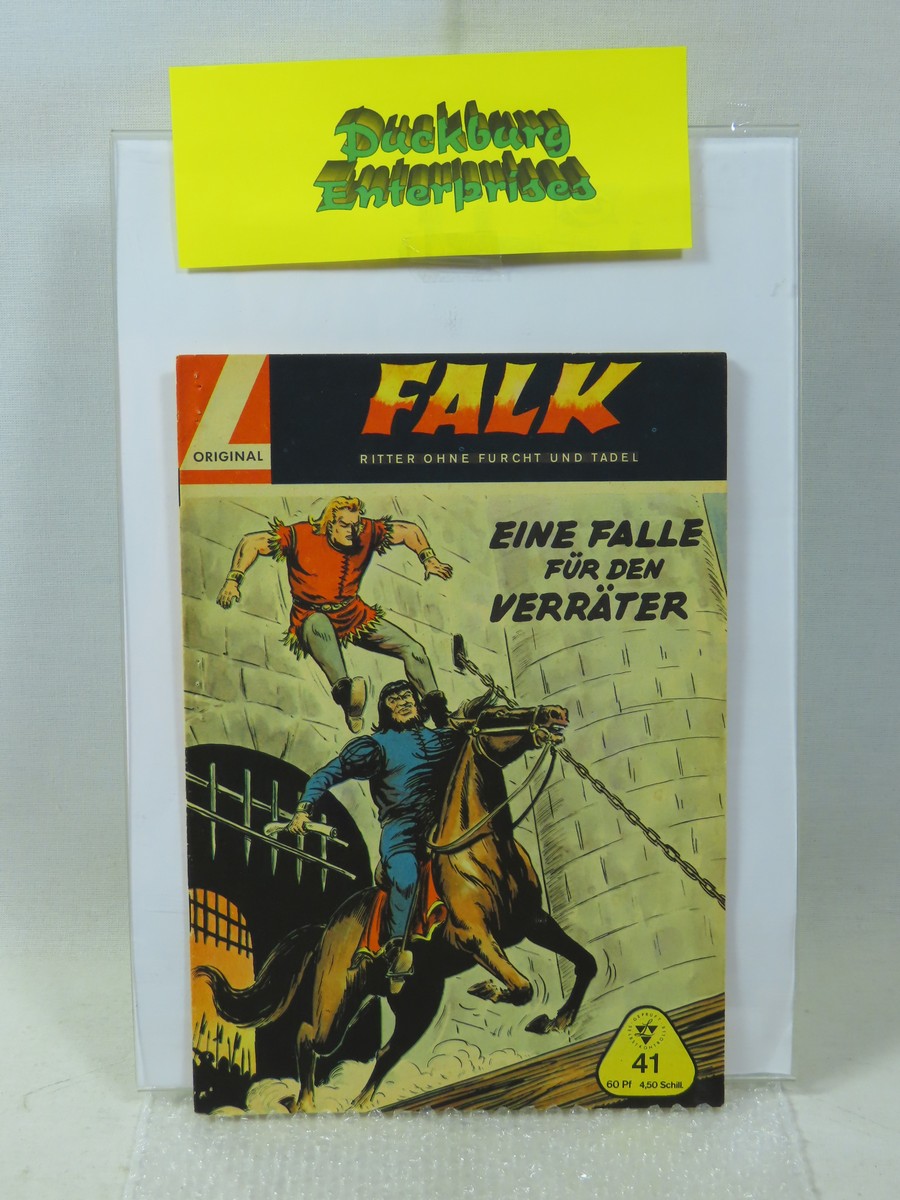 Duckburg
Enterprises
ORIGINAL
FALK
RITTER OHNE FURCHT UND TADEL
EINE FALLE
FÜR DEN
VERRÄTER
41
60 Pf 4,50 Schill.